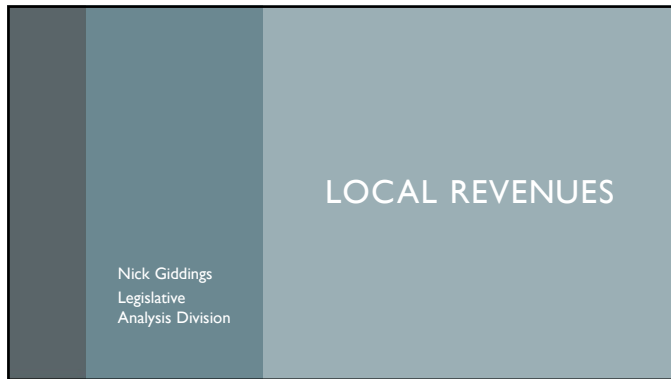 LOCAL REVENUES
Nick Giddings
Legislative
Analysis Division